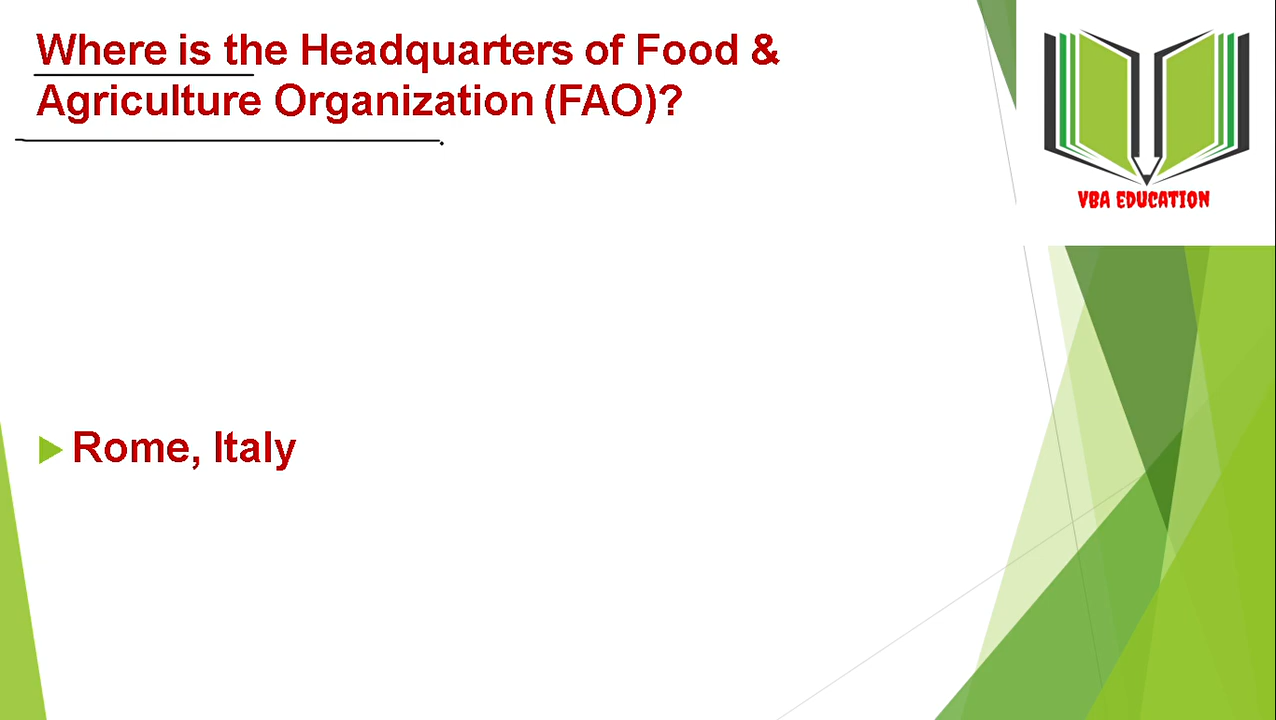 Where is the Headquarters of Food &
Agriculture Organization (FAO)?
VBA EDUCATION
Rome, Italy